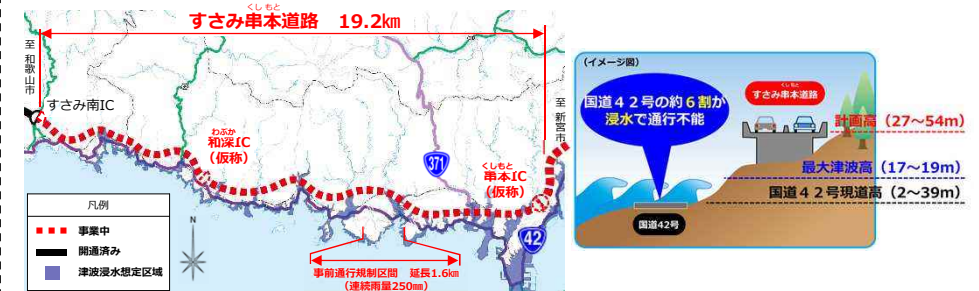 くしもと
すさみ串本道路 19.2km
至 和歌山市
すさみ南IC
わぶか
和深IC
(仮称)
371
くしもと
串本IC
(仮称)
至 新宮市
42
凡例
事業中
開通済み
津波浸水想定区域
N
事前通行規制区間 延長1.6km
(連続雨量250mm)
(イメージ図)
国道42号の約6割が
浸水で通行不能
くしもと
すさみ串本道路
計画高(27~54m)
最大津波高(17~19m)
国道42号現道高(2~39m)
国道42号